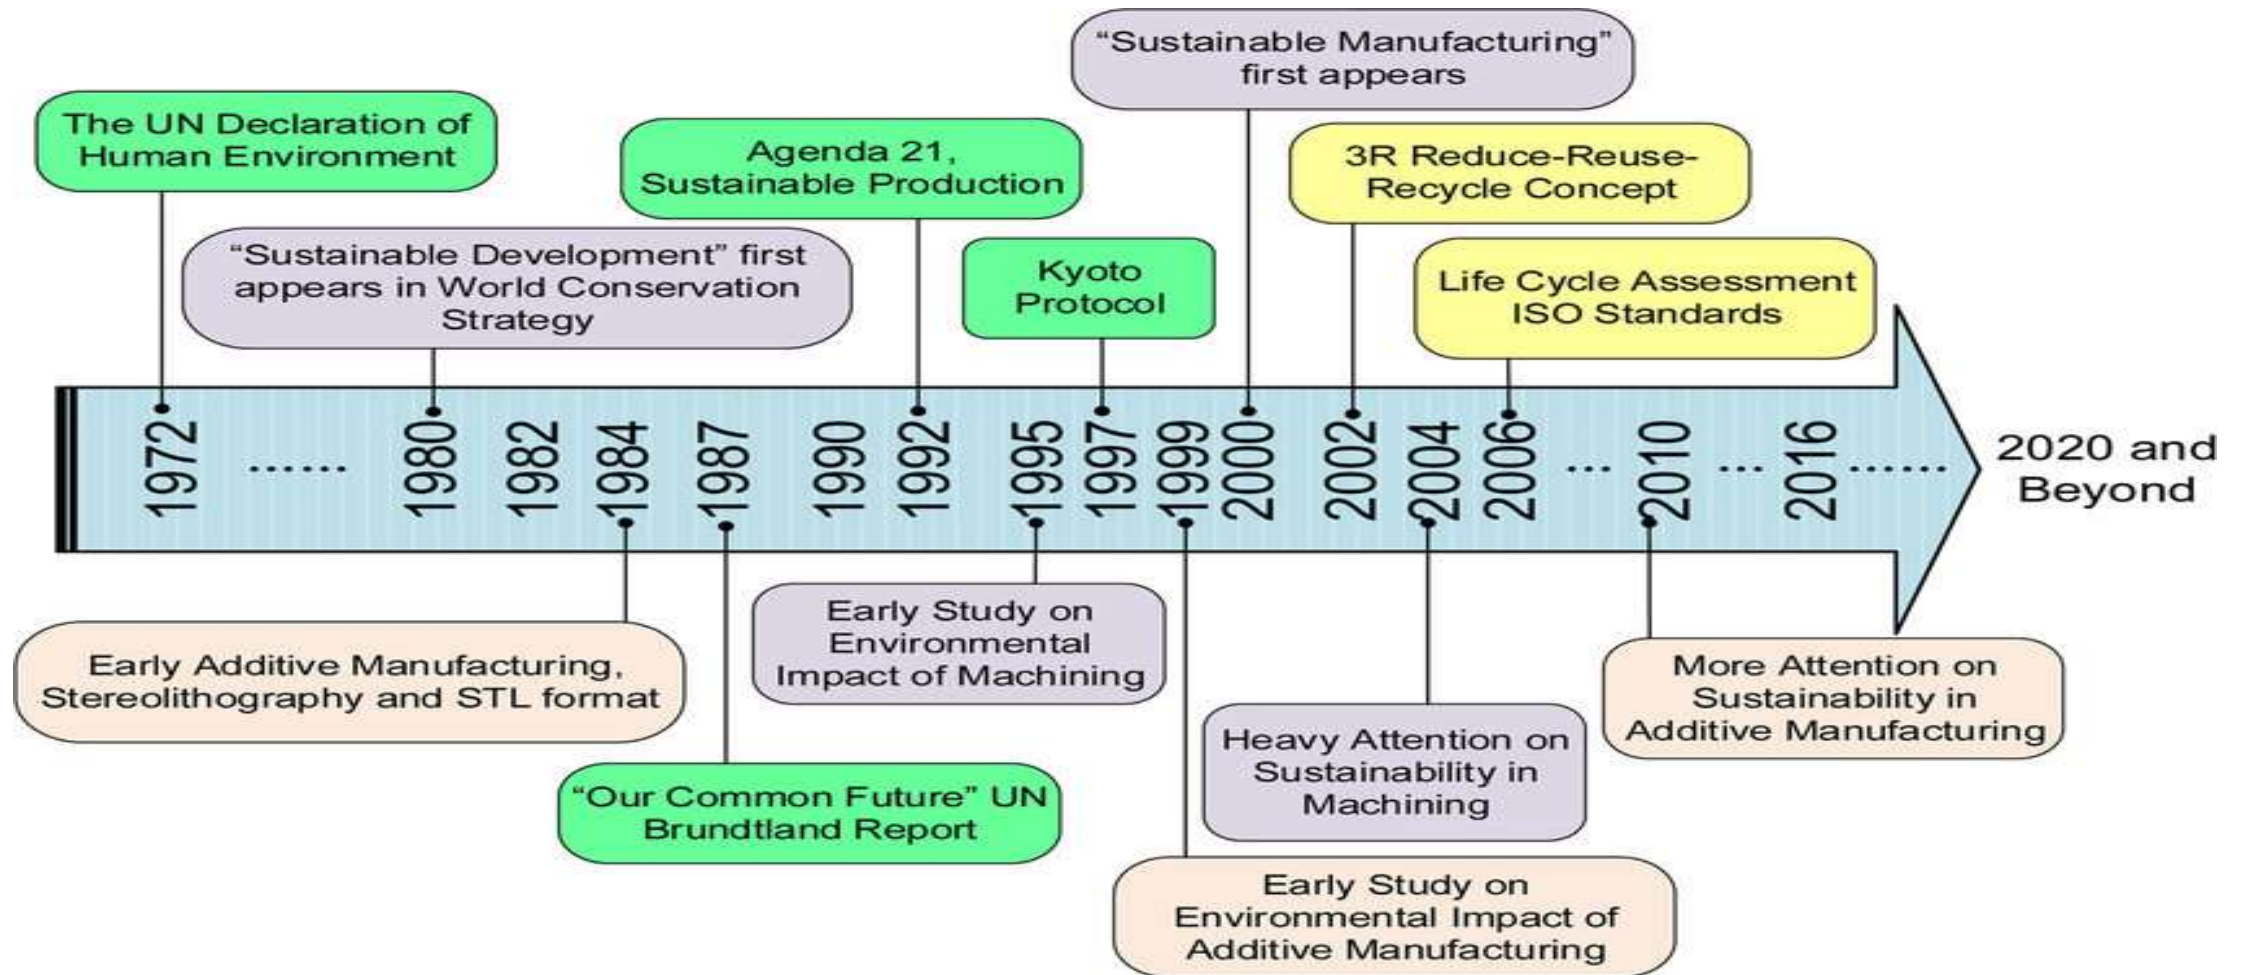 “Sustainable Manufacturing”
first appears
The UN Declaration of
Human Environment
Agenda 21,
Sustainable Production
3R Reduce-Reuse-
Recycle Concept
“Sustainable Development” first
appears in World Conservation
Strategy
Kyoto
Protocol
Life Cycle Assessment
ISO Standards
1972
......
1980
1982
1984
1987
1990
1992
1995
1997
1999
2000
2002
2004
2006
...
2010
...
2016
......
2020 and
Beyond
Early Additive Manufacturing,
Stereolithography and STL format
Early Study on
Environmental
Impact of Machining
More Attention on
Sustainability in
Additive Manufacturing
“Our Common Future” UN
Brundtland Report
Heavy Attention on
Sustainability in
Machining
Early Study on
Environmental Impact of
Additive Manufacturing